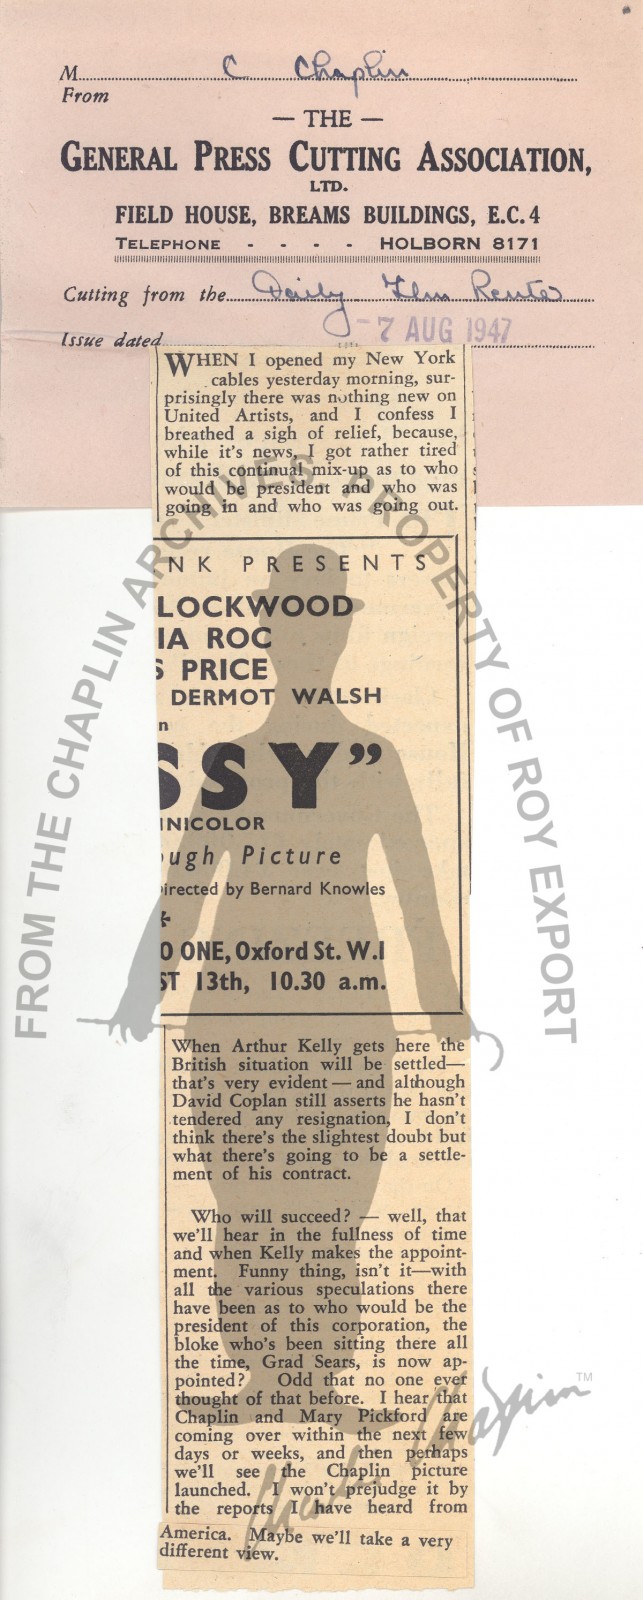 M C Chaplin
From
— THE —
GENERAL PRESS CUTTING ASSOCIATION,
LTD.
FIELD HOUSE, BREAMS BUILDINGS, E.C.4
TELEPHONE - - - - HOLBORN 8171
Cutting from the Daily Film Renter
Issue dated -7 AUG 1947
WHEN I opened my New York
cables yesterday morning, sur-
prisingly there was nothing new on
United Artists, and I confess I
breathed a sigh of relief, because,
while it's news, I got rather tired
of this continual mix-up as to who
would be president and who was
going in and who was going out.
NK PRESENTS
LOCKWOOD
IA ROC
S PRICE
DERMOT WALSH
n
SSY"
INICOLOR
ough Picture
irected by Bernard Knowles
*
O ONE, Oxford St. W.I
ST 13th, 10.30 a.m.
When Arthur Kelly gets here the
British situation will be settled—
that's very evident — and although
David Coplan still asserts he hasn't
tendered any resignation, I don't
think there's the slightest doubt but
what there's going to be a settle-
ment of his contract.
Who will succeed? — well, that
we'll hear in the fullness of time
and when Kelly makes the appoint-
ment. Funny thing, isn't it—with
all the various speculations there
have been as to who would be the
president of this corporation, the
bloke who's been sitting there all
the time, Grad Sears, is now ap-
pointed? Odd that no one ever
thought of that before. I hear that
Chaplin and Mary Pickford are
coming over within the next few
days or weeks, and then perhaps
we'll see the Chaplin picture
launched. I won't prejudge it by
the reports I have heard from
America. Maybe we'll take a very
different view.
FROM THE CHAPLIN ARCHIVES. PROPERTY OF ROY EXPORT
Charlie Chaplin TM